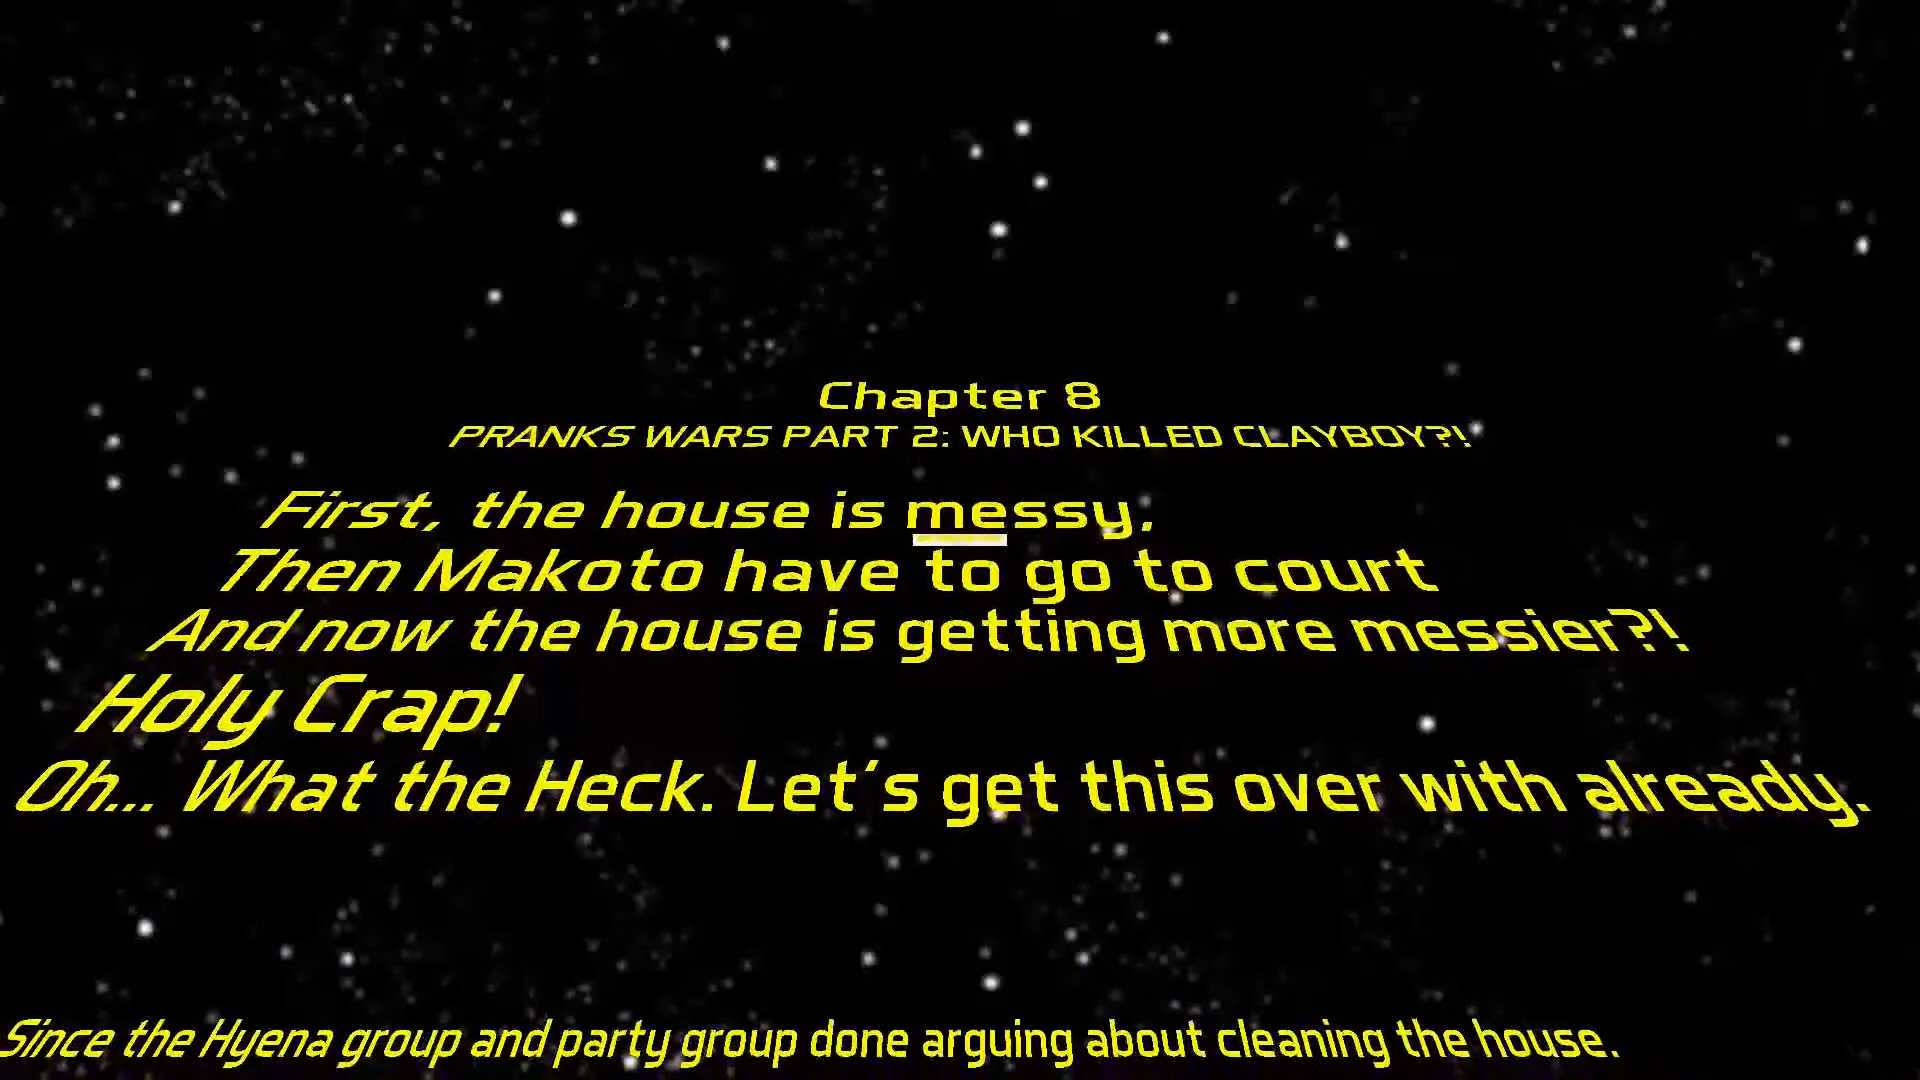 Chapter 8
PRANKS WARS PART 2: WHO KILLED CLAYBOY?!
First, the house is messy.
Then Makoto have to go to court
And now the house is getting more messier?!
Holy Crap!
Oh... What the Heck. Let's get this over with already.
Since the Hyena group and party group done arguing about cleaning the house.